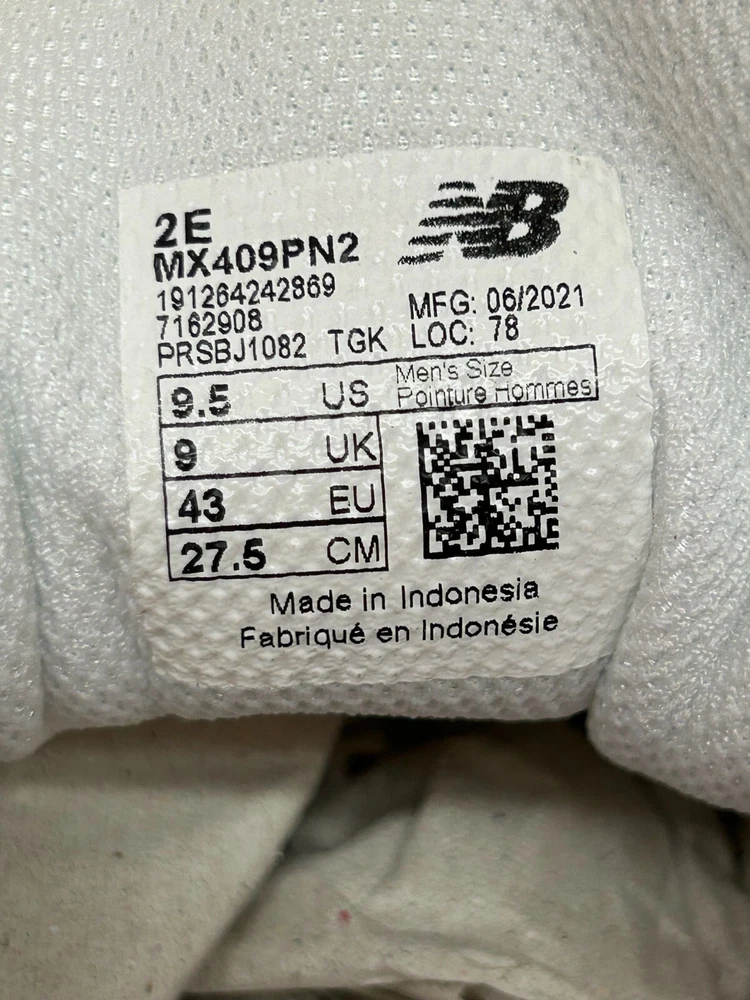 2E
MX409PN2
191264242869
7162908
PRSBJ1082 TGK
NB
MFG: 06/2021
LOC: 78
9.5 US
Men's Size
Pointure Hommes
9 UK
43 EU
27.5 CM
Made in Indonesia
Fabriqué en Indonésie